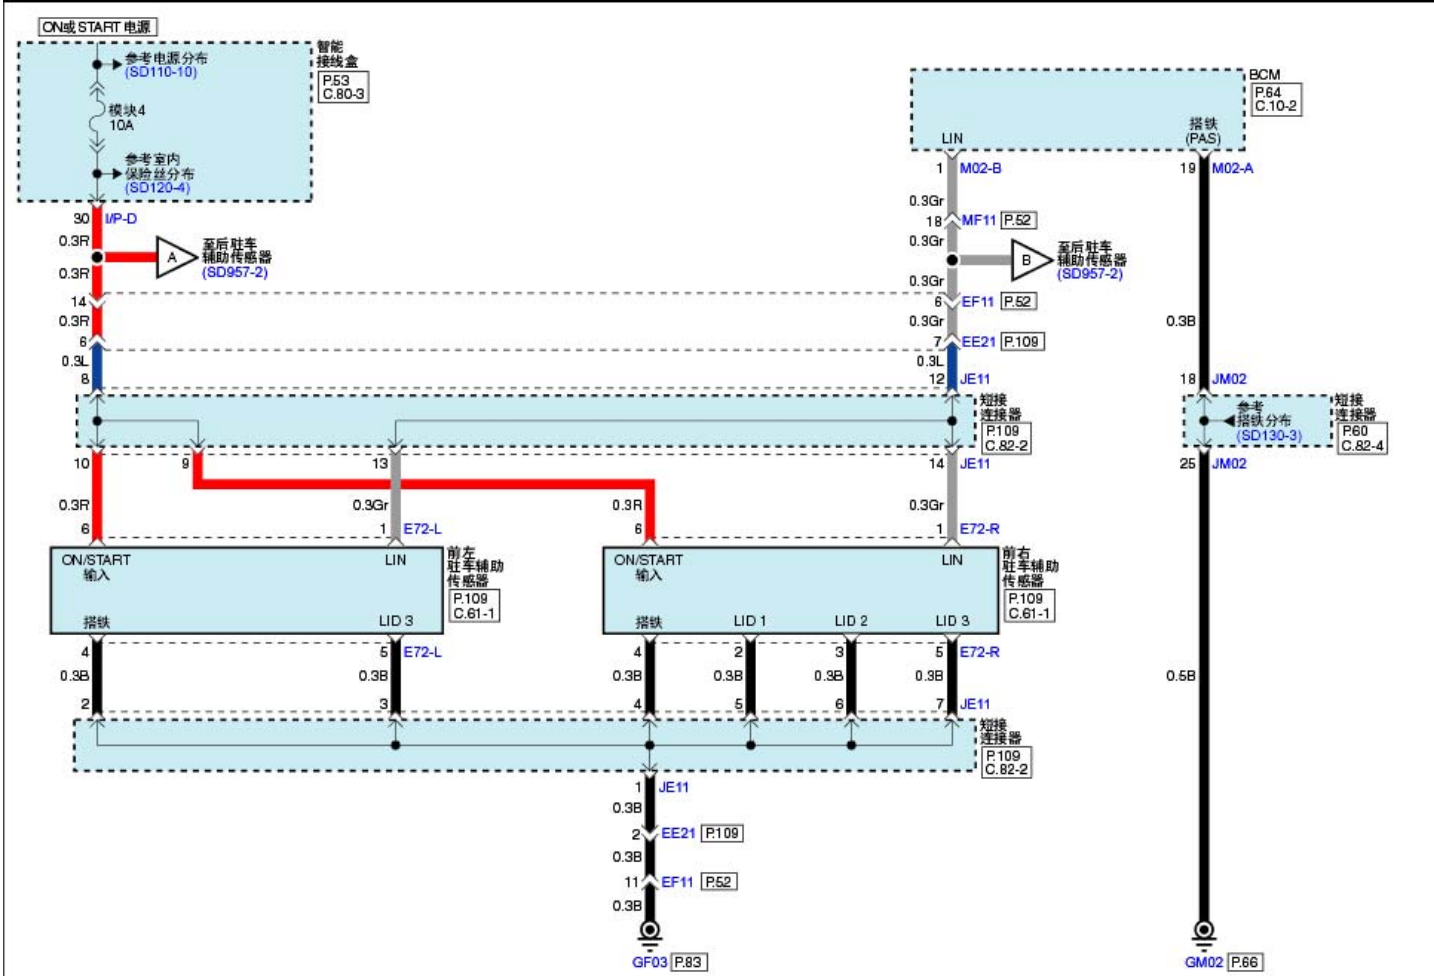 ON或 START 电源
参考电源分布
(SD110-10)
模块4
10A
参考室内
保险丝分布
(SD120-4)
智能
接线盒
P.53
C.80-3
BCM
P.64
C.10-2
LIN
搭铁
(PAS)
1 M02-B
19 M02-A
0.3Gr
18 MF11 P.52
30 I/P-D
0.3R
A
至后驻车
辅助传感器
(SD957-2)
0.3R
0.3Gr
B
至后驻车
辅助传感器
(SD957-2)
0.3Gr
14
6 EF11 P.52
0.3R
0.3Gr
0.3B
6
7 EE21 P.109
0.3L
0.3L
8
12 JE11
18 JM02
短接
连接器
P.109
C.82-2
参考
搭铁分布
(SD130-3)
短接
连接器
P.60
C.82-4
10
9
13
14 JE11
25 JM02
0.3R
0.3Gr
0.3R
0.3Gr
6
1 E72-L
6
1 E72-R
ON/START
输入
LIN
搭铁
LID 3
前左
驻车辅助
传感器
P.109
C.61-1
ON/START
输入
LIN
搭铁
LID 1
LID 2
LID 3
前右
驻车辅助
传感器
P.109
C.61-1
4
5 E72-L
4
2
3
5 E72-R
0.3B
0.3B
0.3B
0.3B
0.3B
0.3B
0.5B
2
3
4
5
6
7 JE11
短接
连接器
P.109
C.82-2
1 JE11
0.3B
2 EE21 P.109
0.3B
11 EF11 P.52
0.3B
GF03 P.83
GM02 P.66